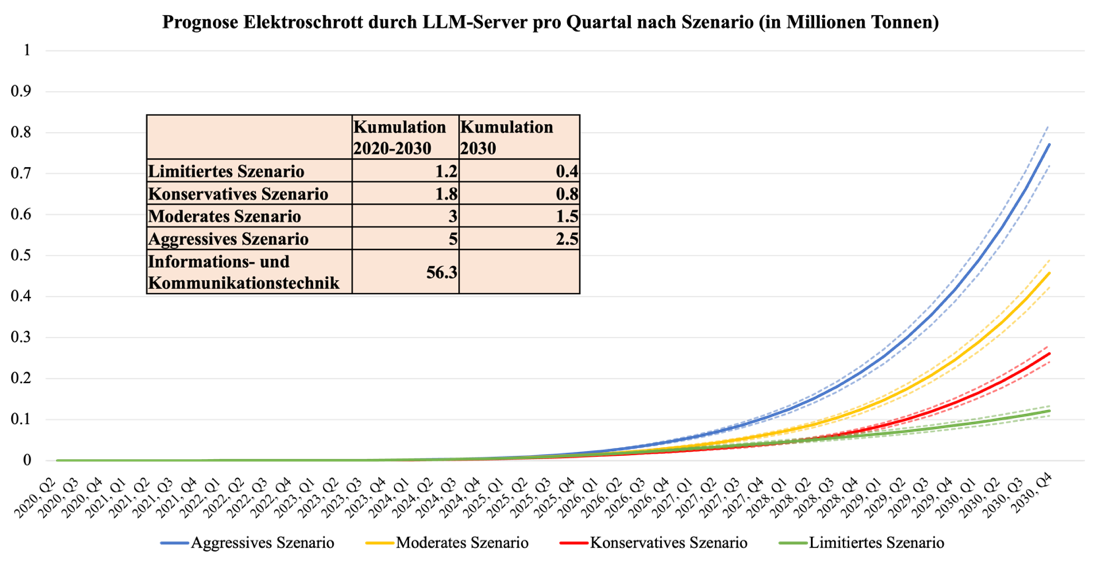 Prognose Elektroschrott durch LLM-Server pro Quartal nach Szenario (in Millionen Tonnen)
1
0.9
0.8
0.7
0.6
0.5
0.4
0.3
0.2
0.1
0
Kumulation 2020-2030 Kumulation 2030
Limitiertes Szenario 1.2 0.4
Konservatives Szenario 1.8 0.8
Moderates Szenario 3 1.5
Aggressives Szenario 5 2.5
Informations- und
Kommunikationstechnik 56.3
2020, Q2
2020, Q3
2020, Q4
2021, Q1
2021, Q2
2021, Q3
2021, Q4
2022, Q1
2022, Q2
2022, Q3
2022, Q4
2023, Q1
2023, Q2
2023, Q3
2023, Q4
2024, Q1
2024, Q2
2024, Q3
2024, Q4
2025, Q1
2025, Q2
2025, Q3
2025, Q4
2026, Q1
2026, Q2
2026, Q3
2026, Q4
2027, Q1
2027, Q2
2027, Q3
2027, Q4
2028, Q1
2028, Q2
2028, Q3
2028, Q4
2029, Q1
2029, Q2
2029, Q3
2029, Q4
2030, Q1
2030, Q2
2030, Q3
2030, Q4
Aggressives Szenario Moderates Szenario Konservatives Szenario Limitiertes Szenario